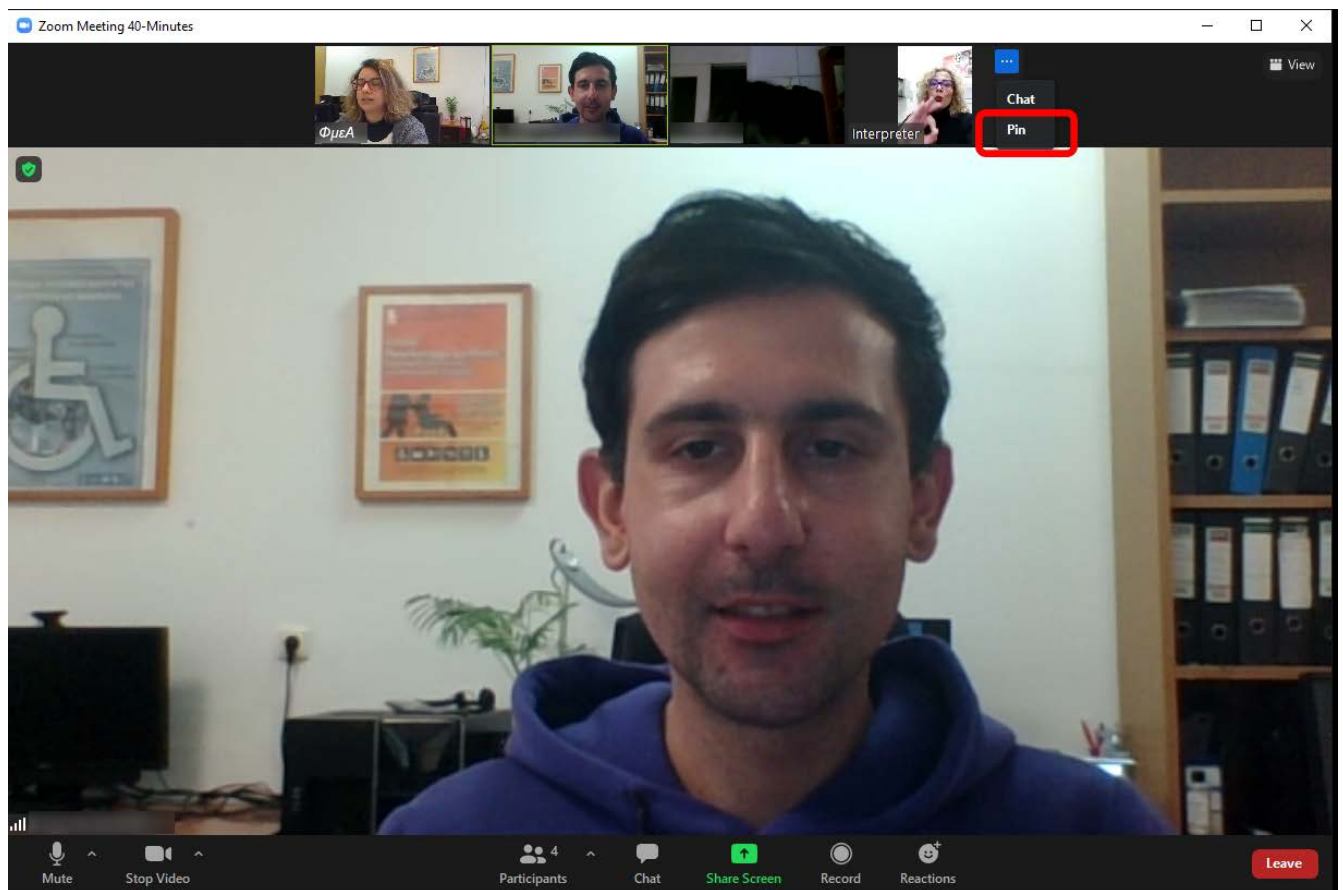 Zoom Meeting 40-Minutes
View
Chat
Pin
ΦμεΑ
Interpreter
4
Mute
Stop Video
Participants
Chat
Share Screen
Record
Reactions
Leave